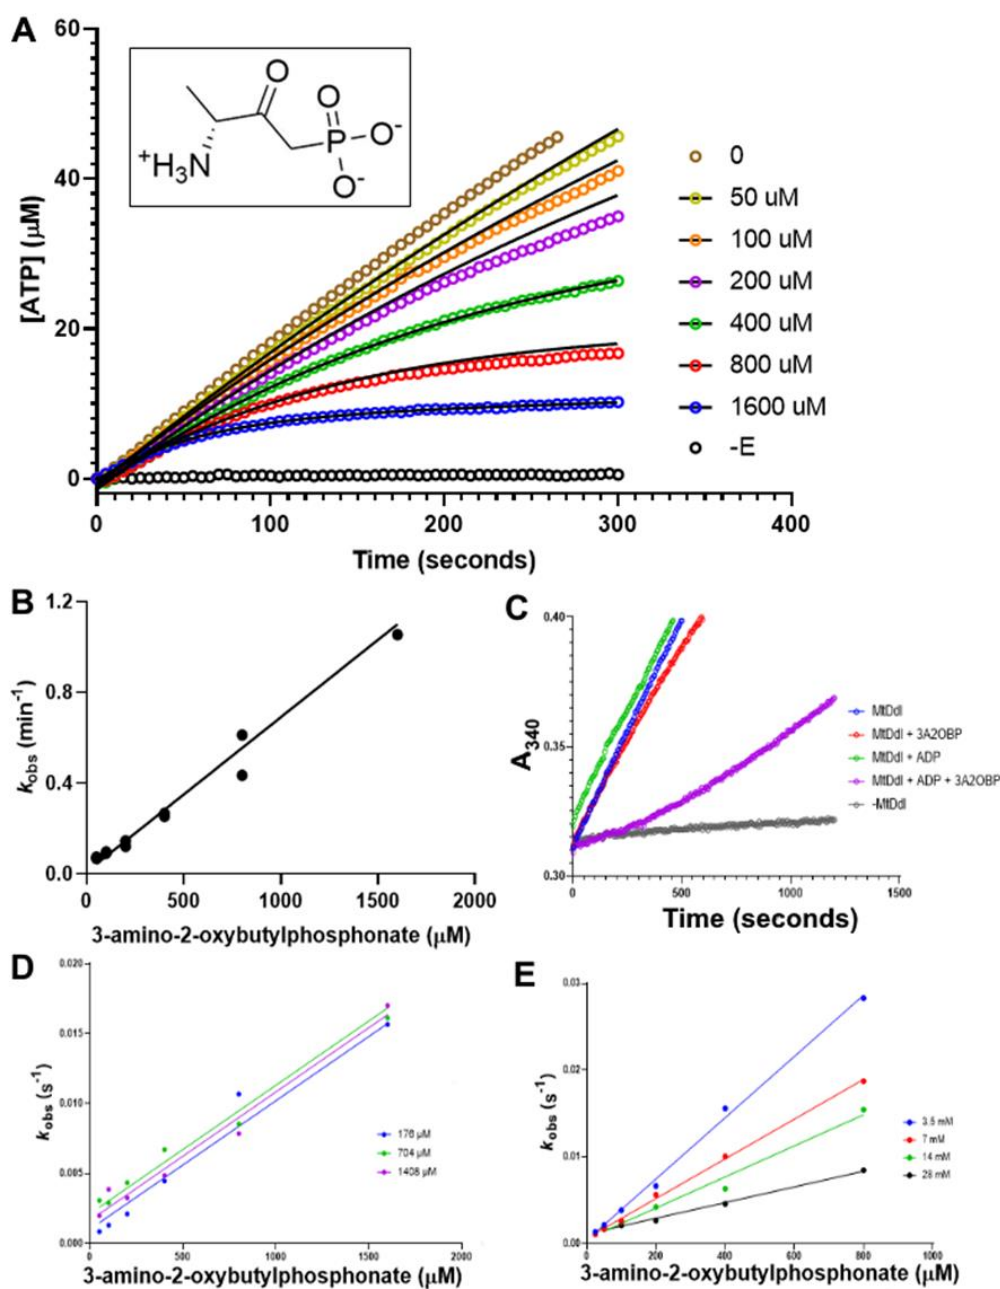 A
60
40
20
0
[ATP] (μM)
0 100 200 300 400
Time (seconds)
O
O
P
O-
O-
+H3N
0
50 uM
100 uM
200 uM
400 uM
800 uM
1600 uM
-E
B
1.2
0.8
0.4
0.0
kobs (min-1)
0 500 1000 1500 2000
3-amino-2-oxybutylphosphonate (μM)
C
0.40
0.35
0.30
A340
0 500 1000 1500
Time (seconds)
MtDdl
MtDdl + 3A2OBP
MtDdl + ADP
MtDdl + ADP + 3A2OBP
-MtDdl
D
0.020
0.015
0.010
0.005
0.000
kobs (s-1)
0 500 1000 1500 2000
3-amino-2-oxybutylphosphonate (μM)
176 μM
704 μM
1408 μM
E
0.03
0.02
0.01
0.00
kobs (s-1)
0 200 400 600 800 1000
3-amino-2-oxybutylphosphonate (μM)
3.5 mM
7 mM
14 mM
28 mM